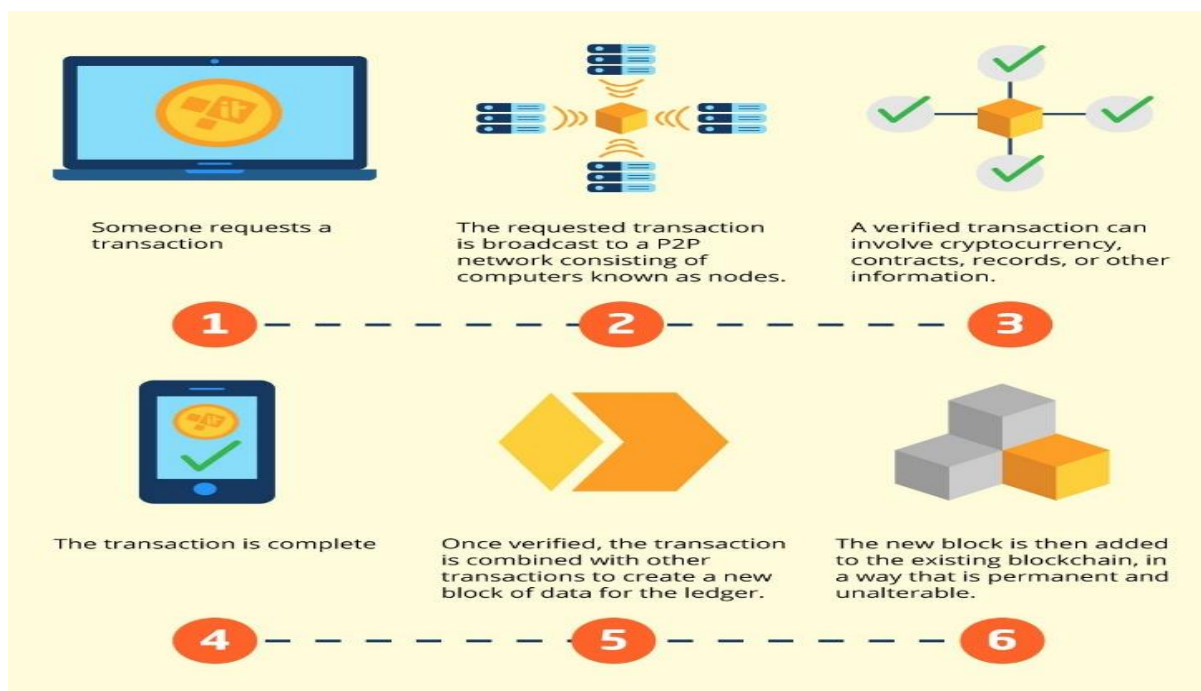 it
Someone requests a
transaction
The requested transaction
is broadcast to a P2P
network consisting of
computers known as nodes.
A verified transaction can
involve cryptocurrency,
contracts, records, or other
information.
1
2
3
it
The transaction is complete
Once verified, the transaction
is combined with other
transactions to create a new
block of data for the ledger.
The new block is then added
to the existing blockchain, in
a way that is permanent and
unalterable.
4
5
6